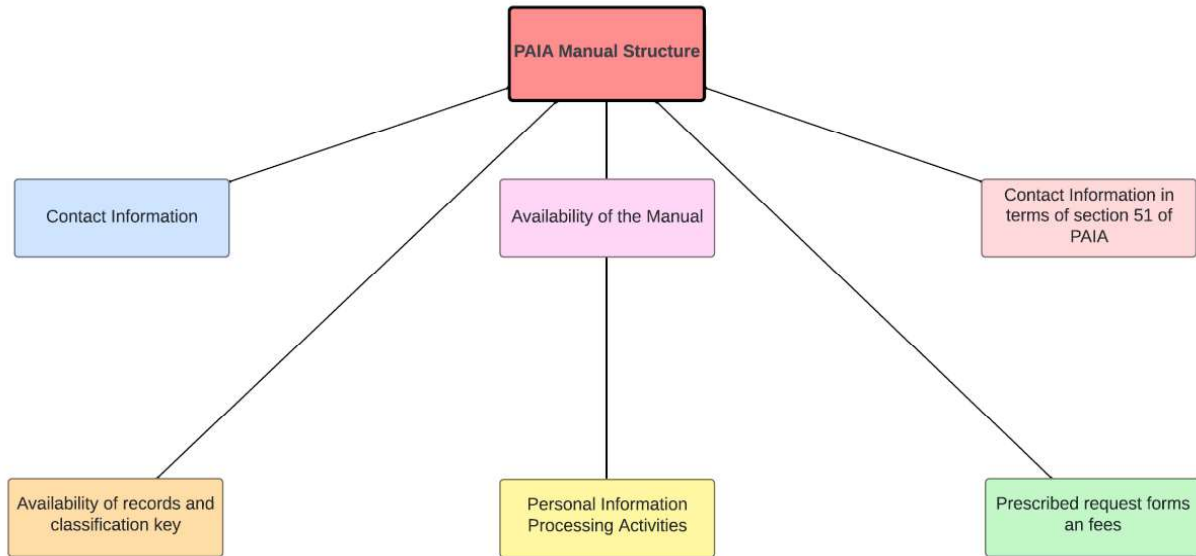 PAIA Manual Structure
Contact Information
Availability of the Manual
Contact Information in
terms of section 51 of
PAIA
Availability of records and
classification key
Personal Information
Processing Activities
Prescribed request forms
an fees